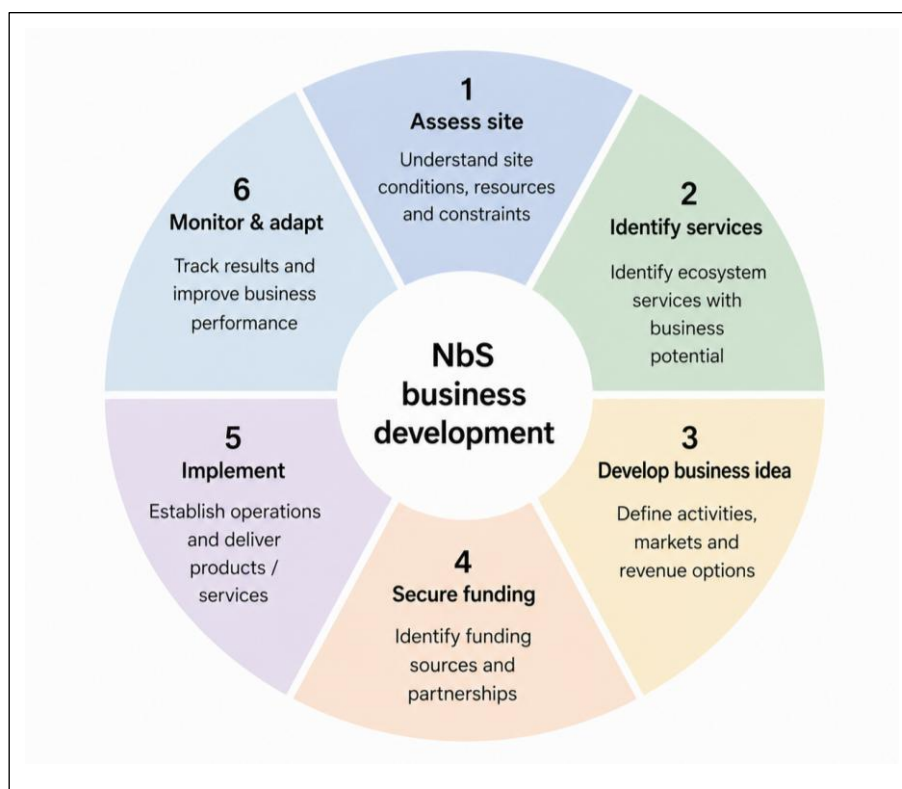 1
Assess site
Understand site
conditions, resources
and constraints
2
Identify services
Identify ecosystem
services with
business
potential
3
Develop business idea
Define activities,
markets and
revenue options
4
Secure funding
Identify funding
sources and
partnerships
5
Implement
Establish operations
and deliver
products /
services
6
Monitor & adapt
Track results and
improve business
performance
NbS
business
development